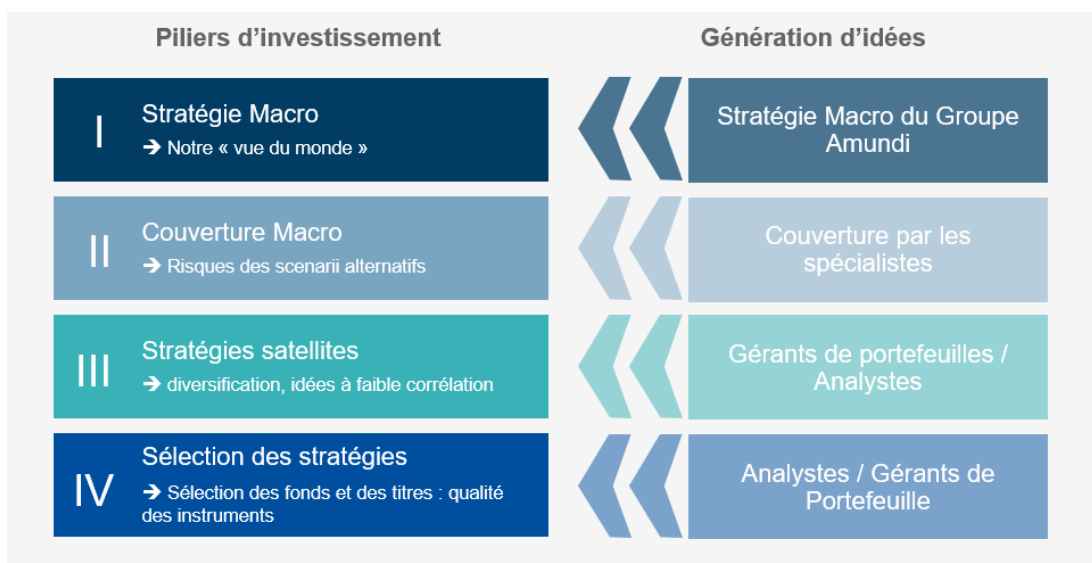 Piliers d’investissement
Génération d’idées
I
Stratégie Macro
➔ Notre « vue du monde »
Stratégie Macro du Groupe
Amundi
II
Couverture Macro
➔ Risques des scenarii alternatifs
Couverture par les
spécialistes
III
Stratégies satellites
➔ diversification, idées à faible corrélation
Gérants de portefeuilles /
Analystes
IV
Sélection des stratégies
➔ Sélection des fonds et des titres : qualité
des instruments
Analystes / Gérants de
Portefeuille